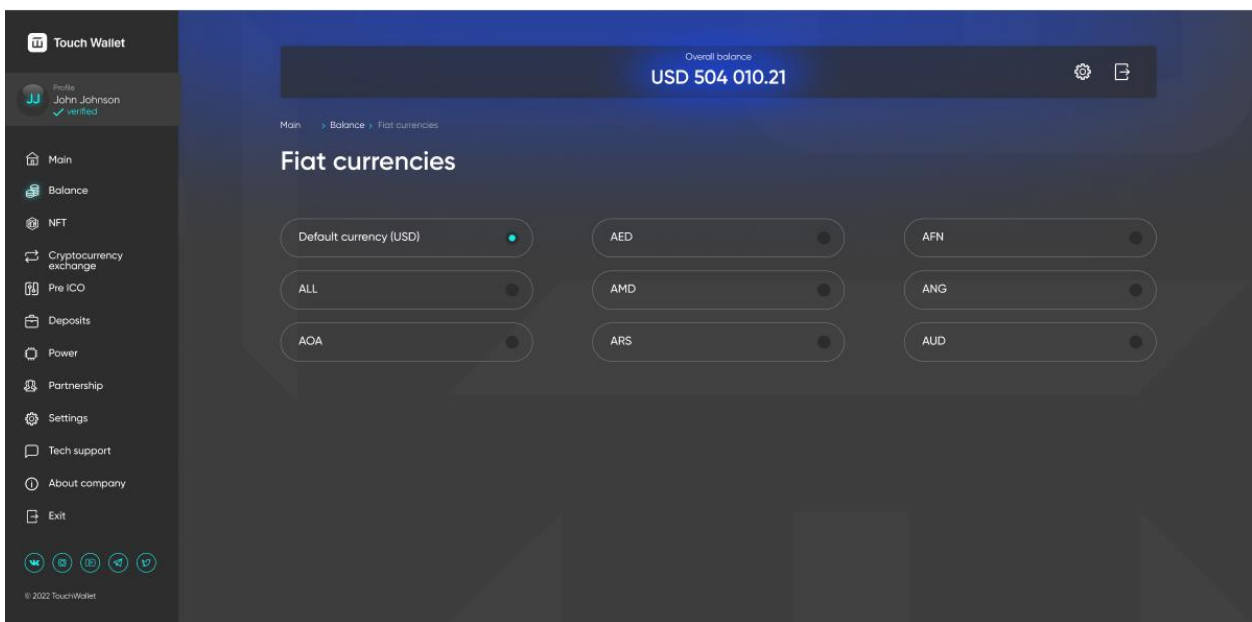 Touch Wallet
Profile
JJ
John Johnson
verified
Main
Balance
NFT
Cryptocurrency
exchange
Pre ICO
Deposits
Power
Partnership
Settings
Tech support
About company
Exit
© 2022 TouchWallet
Overall balance
USD 504 010.21
Main > Balance > Fiat currencies
Fiat currencies
Default currency (USD)
AED
AFN
ALL
AMD
ANG
AOA
ARS
AUD